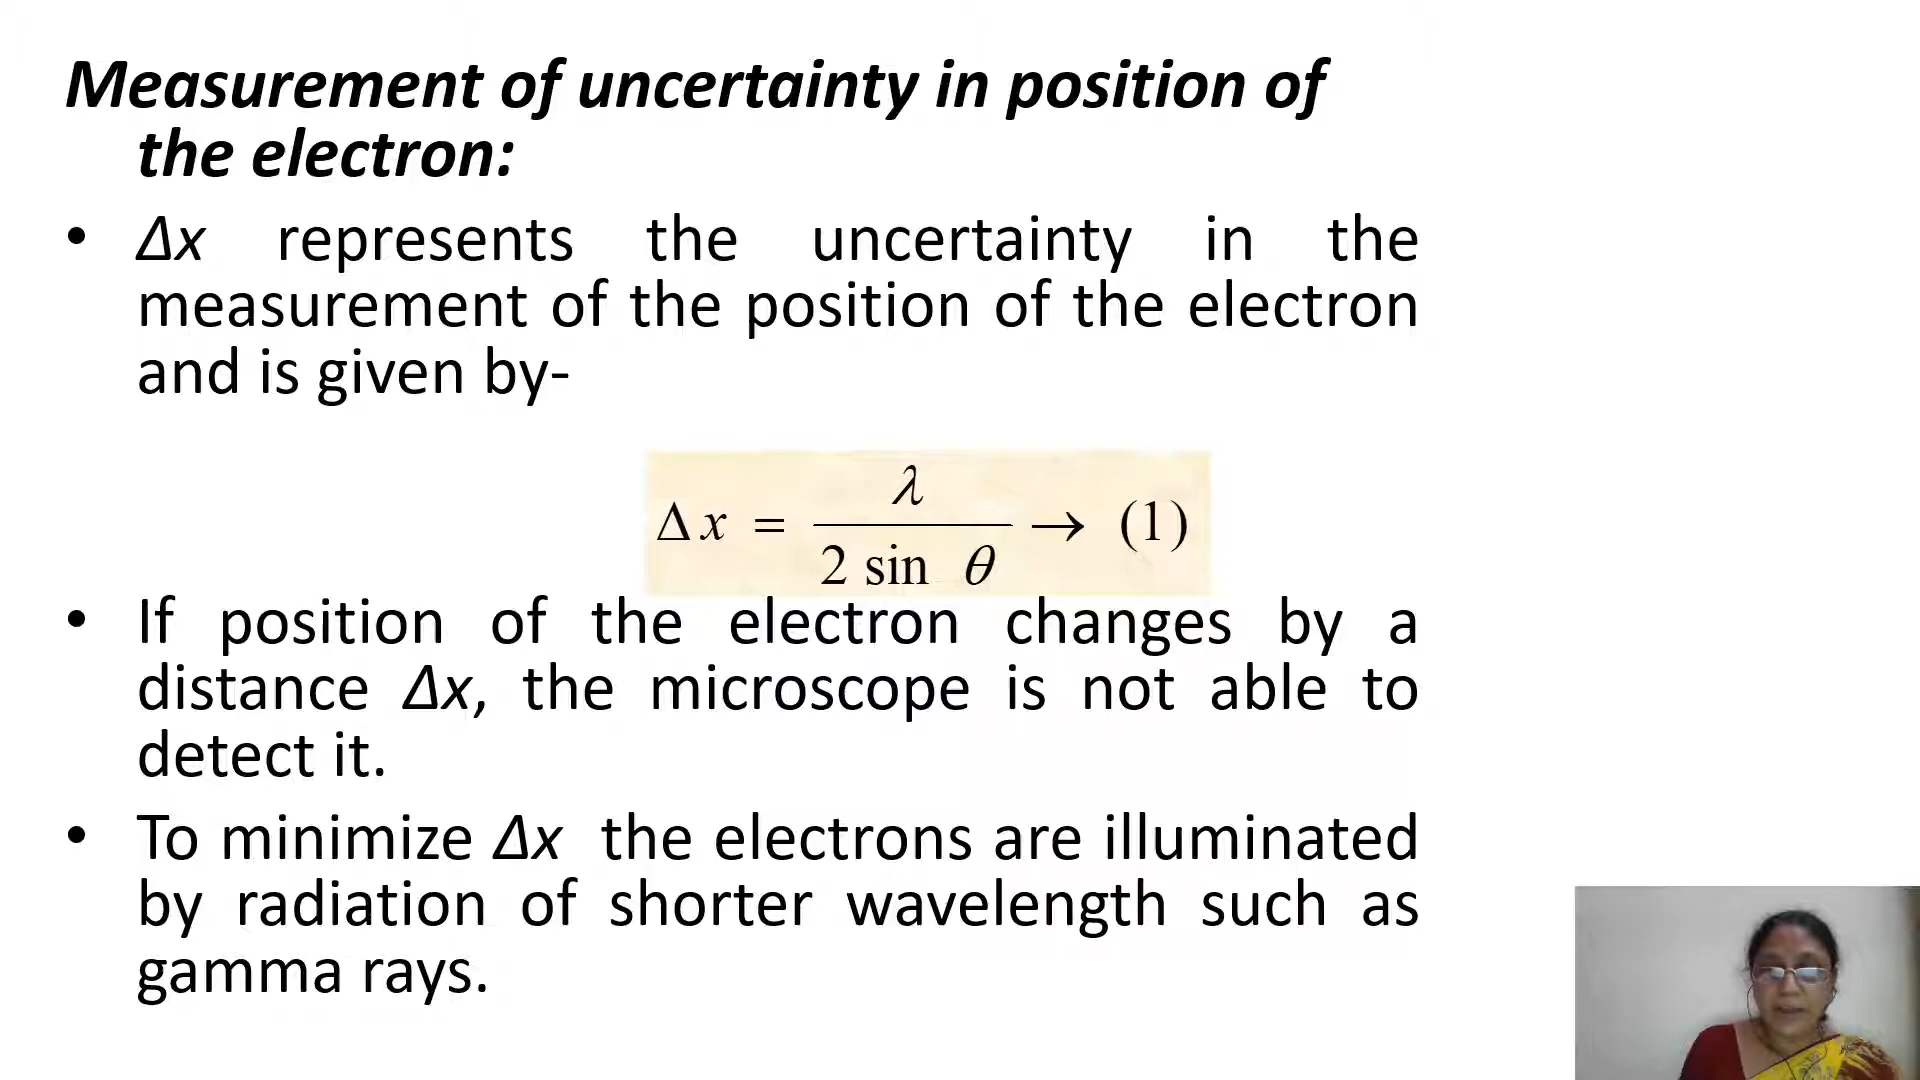 Measurement of uncertainty in position of
the electron:
• Δx represents the uncertainty in the
measurement of the position of the electron
and is given by-
Δ x = λ / 2 sin θ → (1)
• If position of the electron changes by a
distance Δx, the microscope is not able to
detect it.
• To minimize Δx the electrons are illuminated
by radiation of shorter wavelength such as
gamma rays.